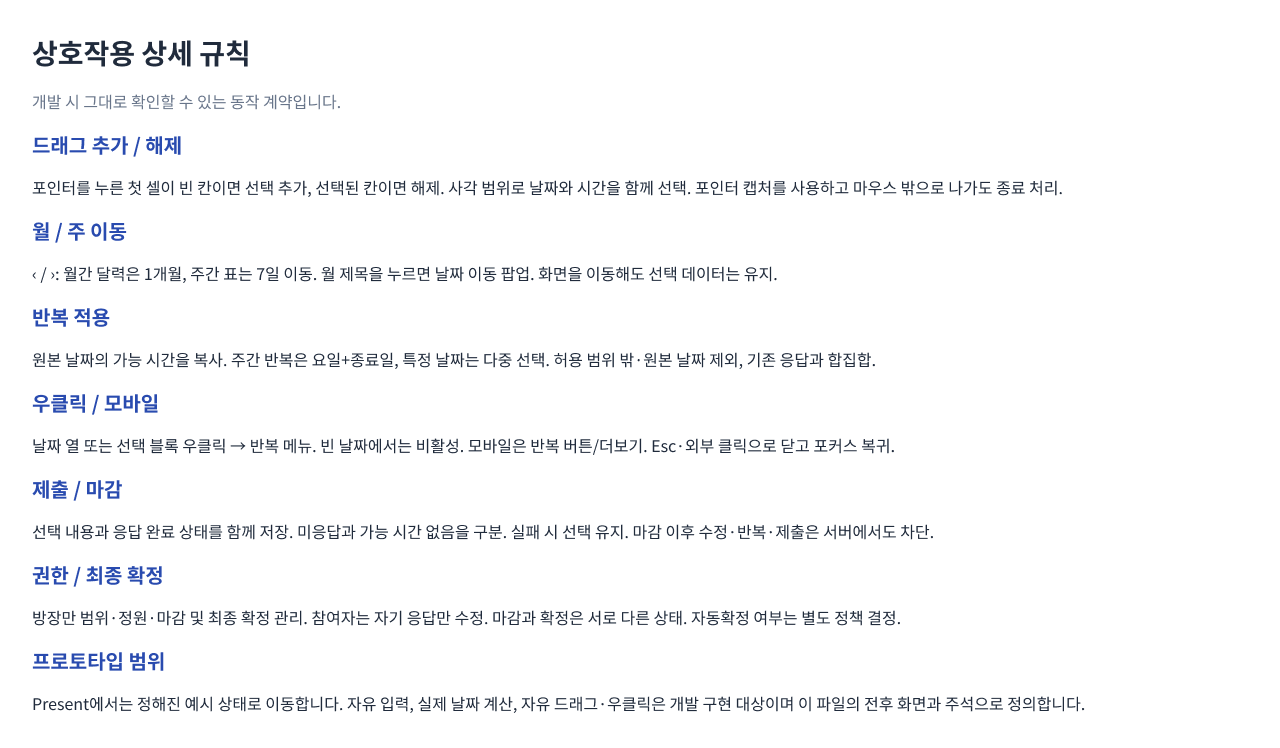 상호작용 상세 규칙
개발 시 그대로 확인할 수 있는 동작 계약입니다.
드래그 추가 / 해제
포인터를 누른 첫 셀이 빈 칸이면 선택 추가, 선택된 칸이면 해제. 사각 범위로 날짜와 시간을 함께 선택. 포인터 캡처를 사용하고 마우스 밖으로 나가도 종료 처리.
월 / 주 이동
‹ / ›: 월간 달력은 1개월, 주간 표는 7일 이동. 월 제목을 누르면 날짜 이동 팝업. 화면을 이동해도 선택 데이터는 유지.
반복 적용
원본 날짜의 가능 시간을 복사. 주간 반복은 요일+종료일, 특정 날짜는 다중 선택. 허용 범위 밖·원본 날짜 제외, 기존 응답과 합집합.
우클릭 / 모바일
날짜 열 또는 선택 블록 우클릭 → 반복 메뉴. 빈 날짜에서는 비활성. 모바일은 반복 버튼/더보기. Esc·외부 클릭으로 닫고 포커스 복귀.
제출 / 마감
선택 내용과 응답 완료 상태를 함께 저장. 미응답과 가능 시간 없음을 구분. 실패 시 선택 유지. 마감 이후 수정·반복·제출은 서버에서도 차단.
권한 / 최종 확정
방장만 범위·정원·마감 및 최종 확정 관리. 참여자는 자기 응답만 수정. 마감과 확정은 서로 다른 상태. 자동확정 여부는 별도 정책 결정.
프로토타입 범위
Present에서는 정해진 예시 상태로 이동합니다. 자유 입력, 실제 날짜 계산, 자유 드래그·우클릭은 개발 구현 대상이며 이 파일의 전후 화면과 주석으로 정의합니다.